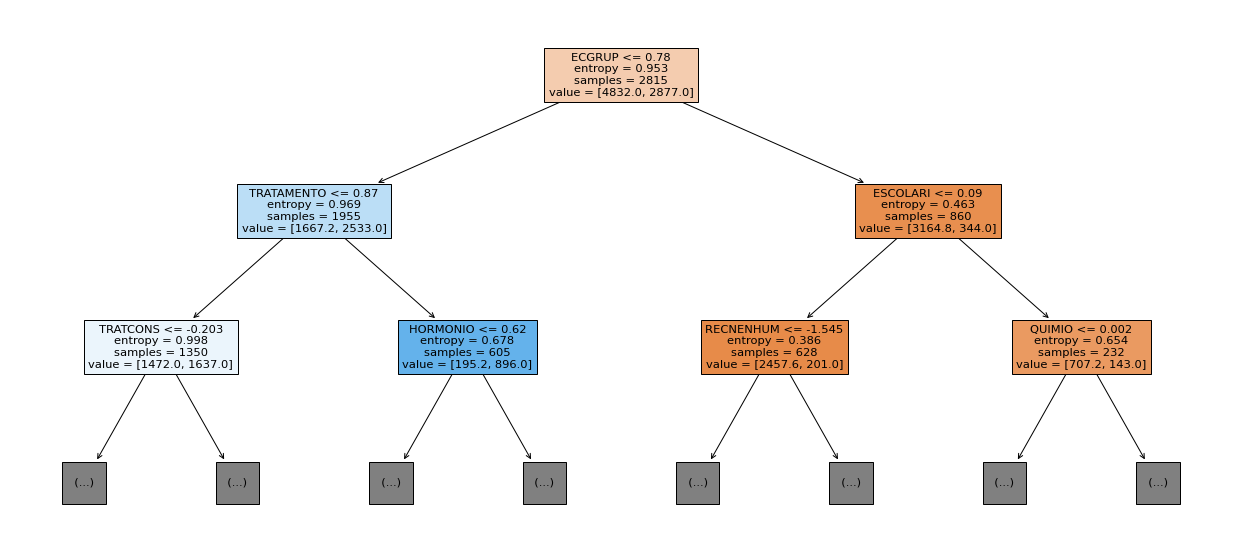 ECGRUP <= 0.78
entropy = 0.953
samples = 2815
value = [4832.0, 2877.0]
TRATAMENTO <= 0.87
entropy = 0.969
samples = 1955
value = [1667.2, 2533.0]
ESCOLARI <= 0.09
entropy = 0.463
samples = 860
value = [3164.8, 344.0]
TRATCONS <= -0.203
entropy = 0.998
samples = 1350
value = [1472.0, 1637.0]
HORMONIO <= 0.62
entropy = 0.678
samples = 605
value = [195.2, 896.0]
RECNENHUM <= -1.545
entropy = 0.386
samples = 628
value = [2457.6, 201.0]
QUIMIO <= 0.002
entropy = 0.654
samples = 232
value = [707.2, 143.0]
(...)
(...)
(...)
(...)
(...)
(...)
(...)
(...)